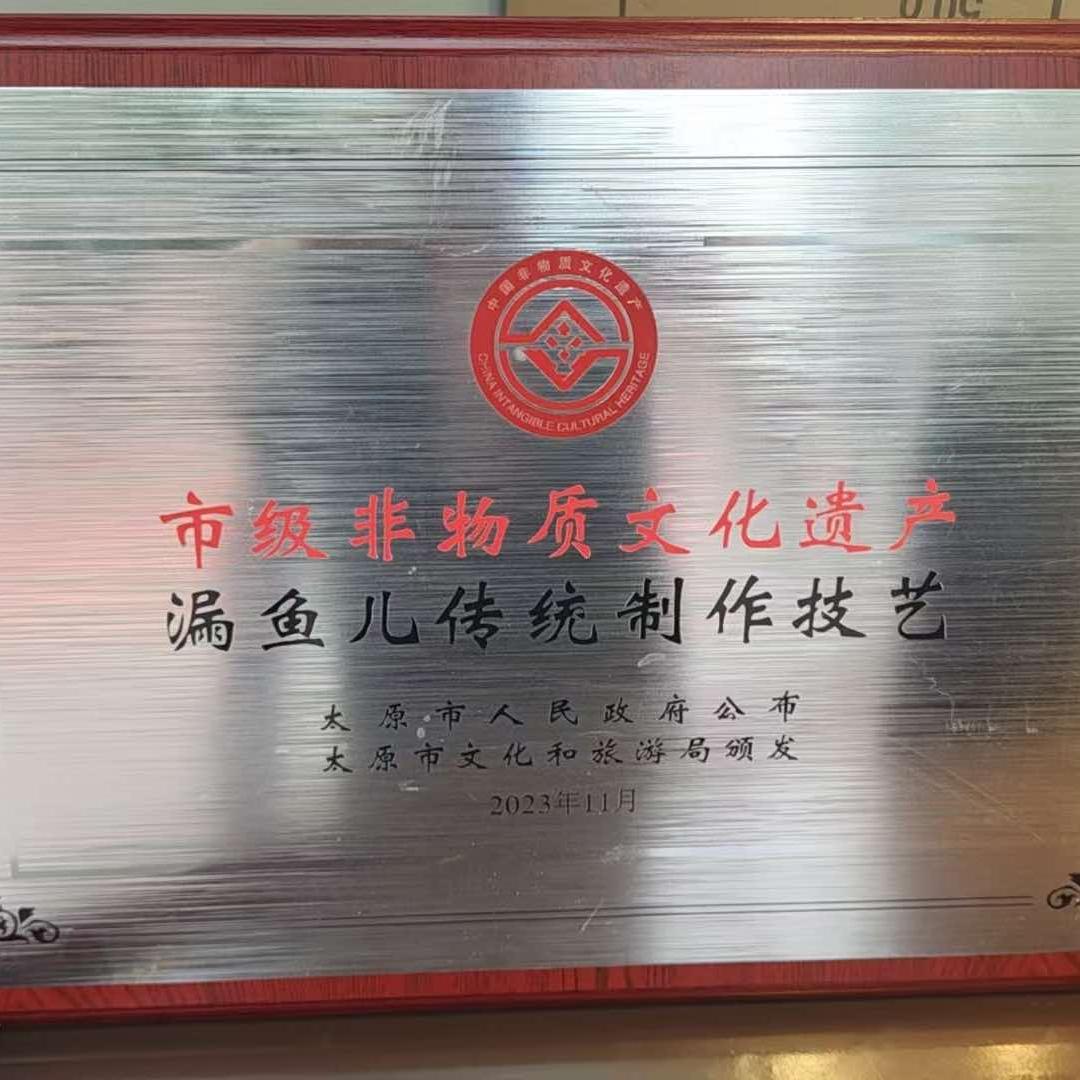 中国非物质文化遗产
CHINA INTANGIBLE CULTURAL HERITAGE
市级非物质文化遗产
漏鱼儿传统制作技艺
太原市人民政府公布
太原市文化和旅游局颁发
2023年11月